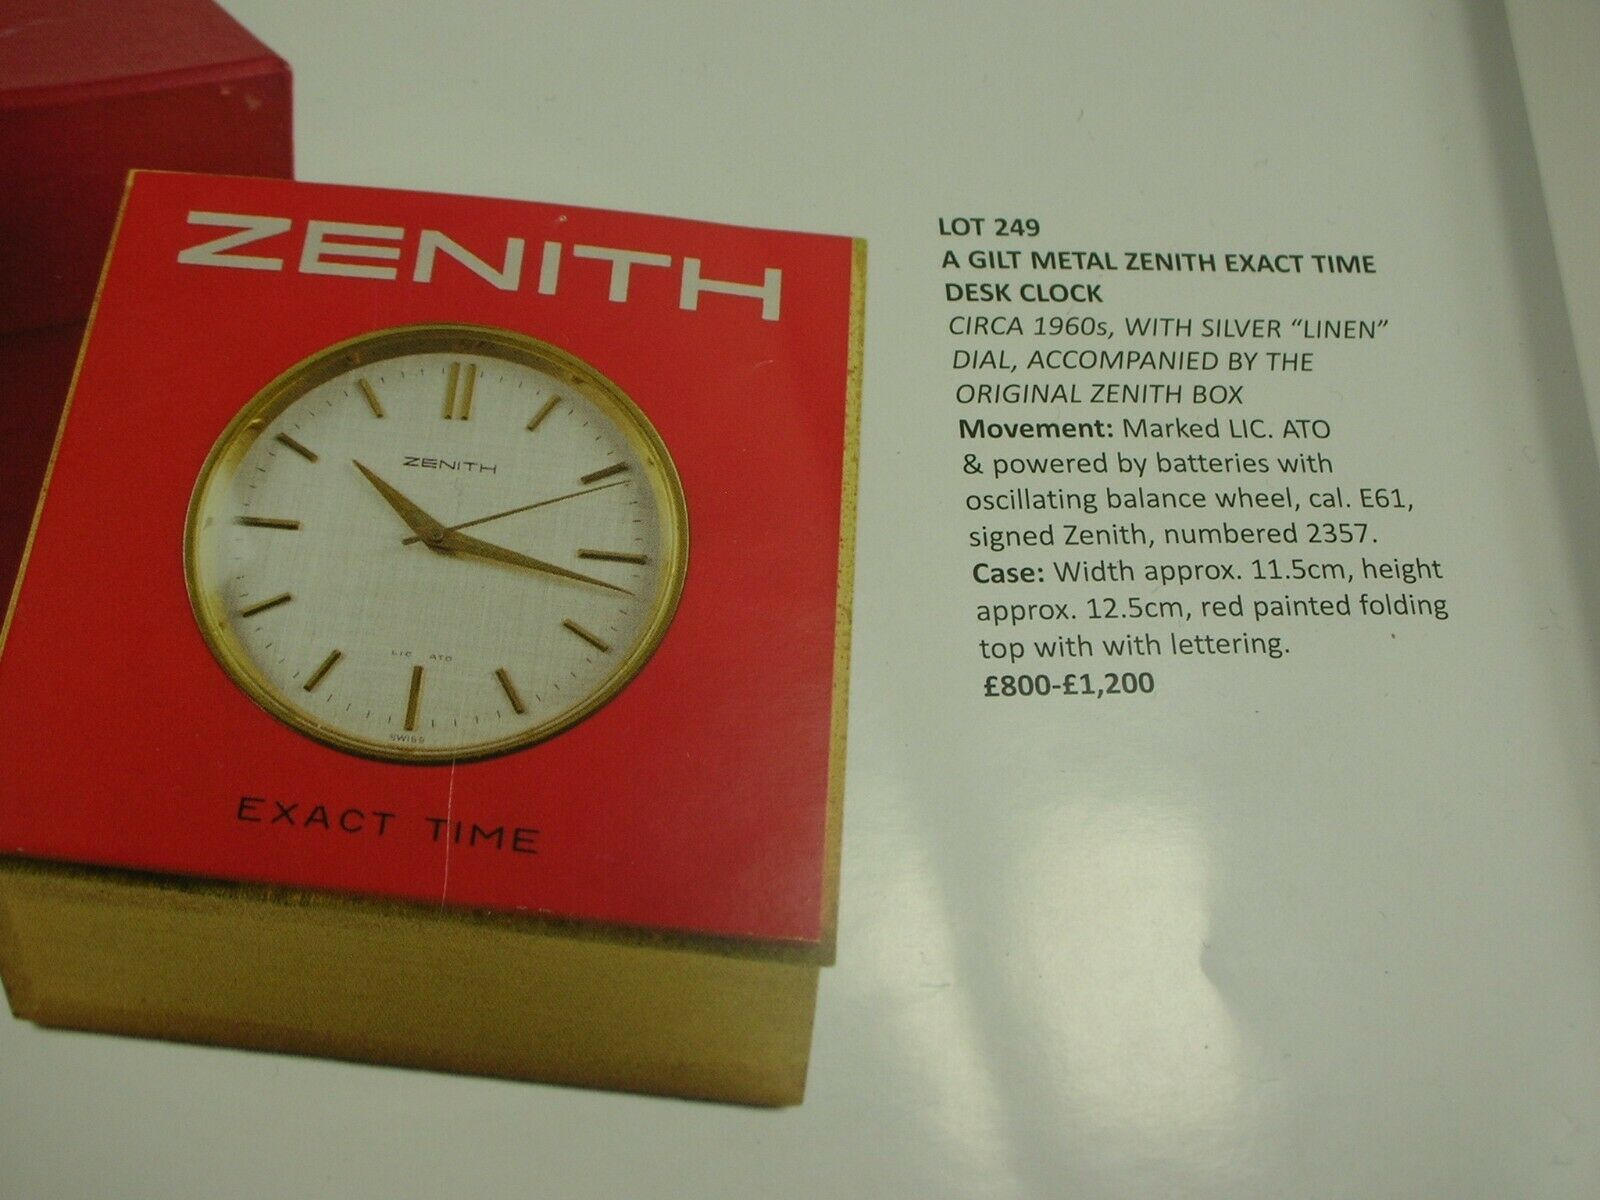 ZENITH
ZENITH
LIC ATO
SWISS
EXACT TIME
LOT 249
A GILT METAL ZENITH EXACT TIME
DESK CLOCK
CIRCA 1960s, WITH SILVER “LINEN”
DIAL, ACCOMPANIED BY THE
ORIGINAL ZENITH BOX
Movement: Marked LIC. ATO
& powered by batteries with
oscillating balance wheel, cal. E61,
signed Zenith, numbered 2357.
Case: Width approx. 11.5cm, height
approx. 12.5cm, red painted folding
top with with lettering.
£800-£1,200